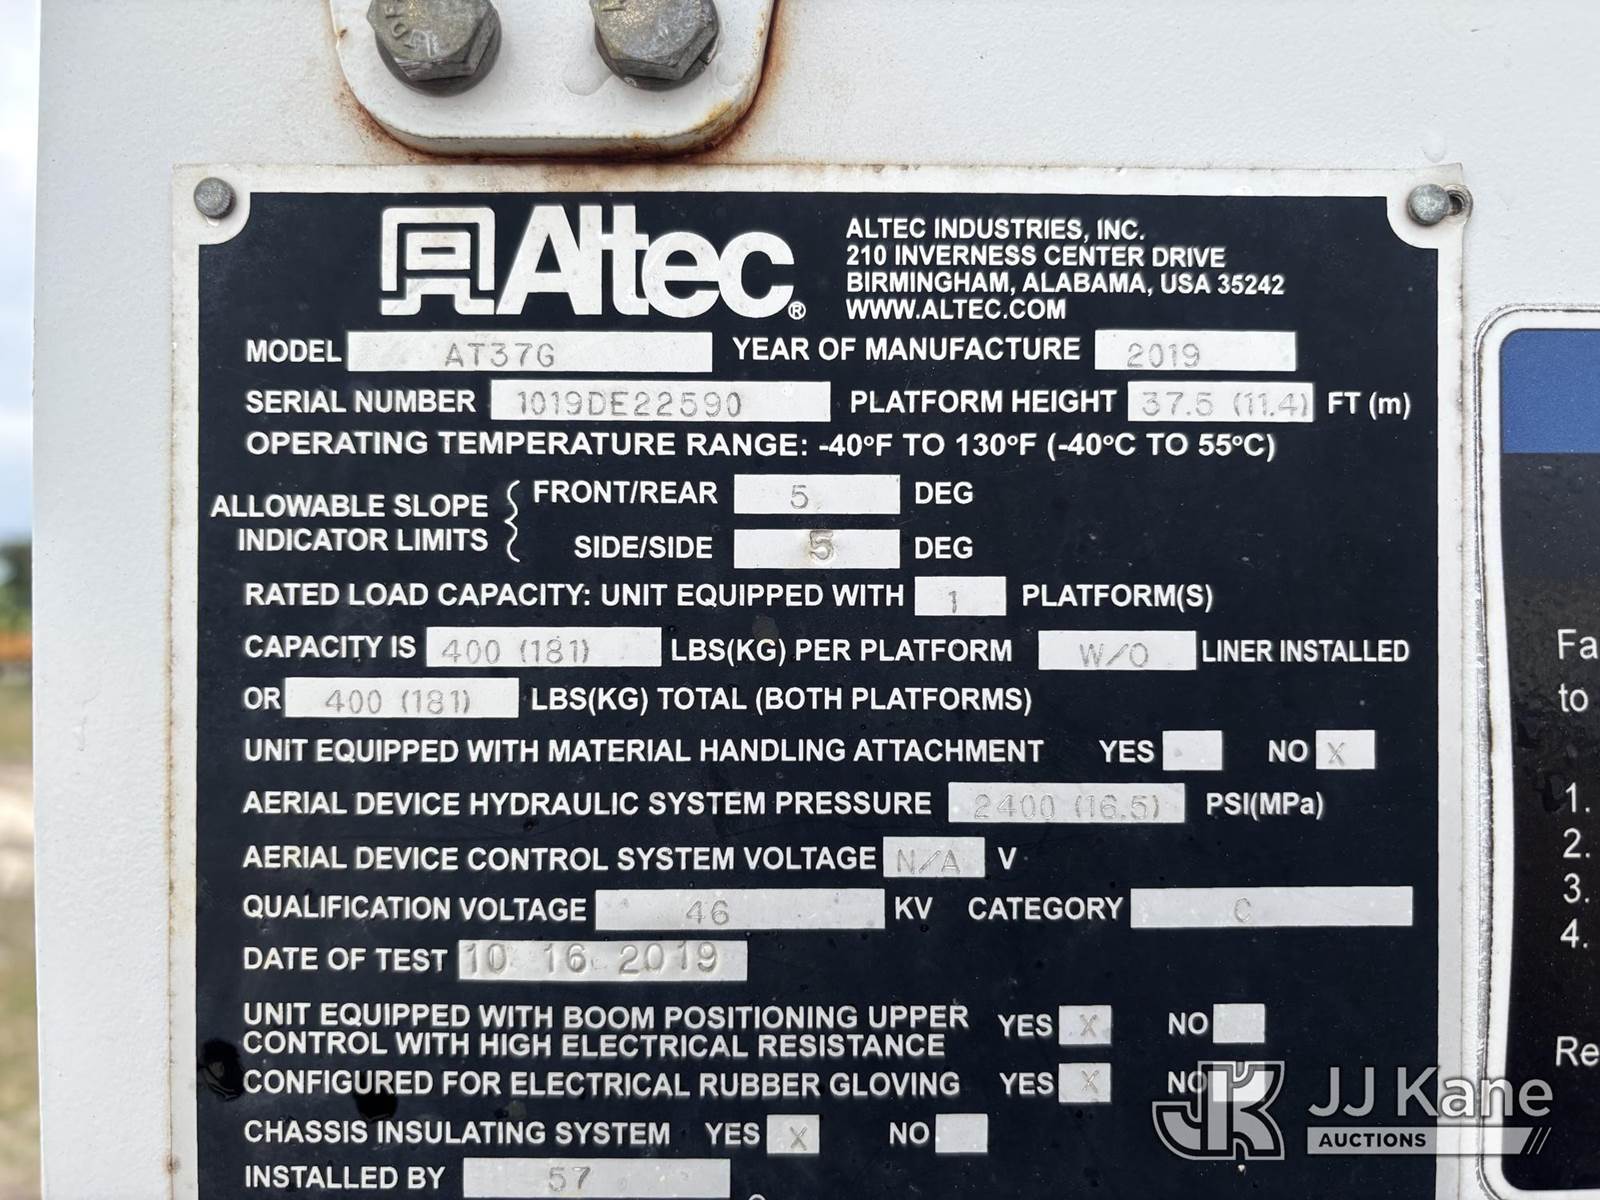 Altec®
ALTEC INDUSTRIES, INC.
210 INVERNESS CENTER DRIVE
BIRMINGHAM, ALABAMA, USA 35242
WWW.ALTEC.COM
MODEL AT37G YEAR OF MANUFACTURE 2019
SERIAL NUMBER 1019DE22590 PLATFORM HEIGHT 37.5 (11.4) FT (m)
OPERATING TEMPERATURE RANGE: -40°F TO 130°F (-40°C TO 55°C)
ALLOWABLE SLOPE INDICATOR LIMITS { FRONT/REAR 5 DEG
SIDE/SIDE 5 DEG
RATED LOAD CAPACITY: UNIT EQUIPPED WITH 1 PLATFORM(S)
CAPACITY IS 400 (181) LBS(KG) PER PLATFORM W/O LINER INSTALLED
OR 400 (181) LBS(KG) TOTAL (BOTH PLATFORMS)
UNIT EQUIPPED WITH MATERIAL HANDLING ATTACHMENT YES NO X
AERIAL DEVICE HYDRAULIC SYSTEM PRESSURE 2400 (16.5) PSI(MPa)
AERIAL DEVICE CONTROL SYSTEM VOLTAGE N/A V
QUALIFICATION VOLTAGE 46 KV CATEGORY C
DATE OF TEST 10 16 2019
UNIT EQUIPPED WITH BOOM POSITIONING UPPER
CONTROL WITH HIGH ELECTRICAL RESISTANCE YES X NO
CONFIGURED FOR ELECTRICAL RUBBER GLOVING YES X NO
CHASSIS INSULATING SYSTEM YES X NO
INSTALLED BY 57
Fa
to
1.
2.
3.
4.
Re
JK JJ Kane
AUCTIONS